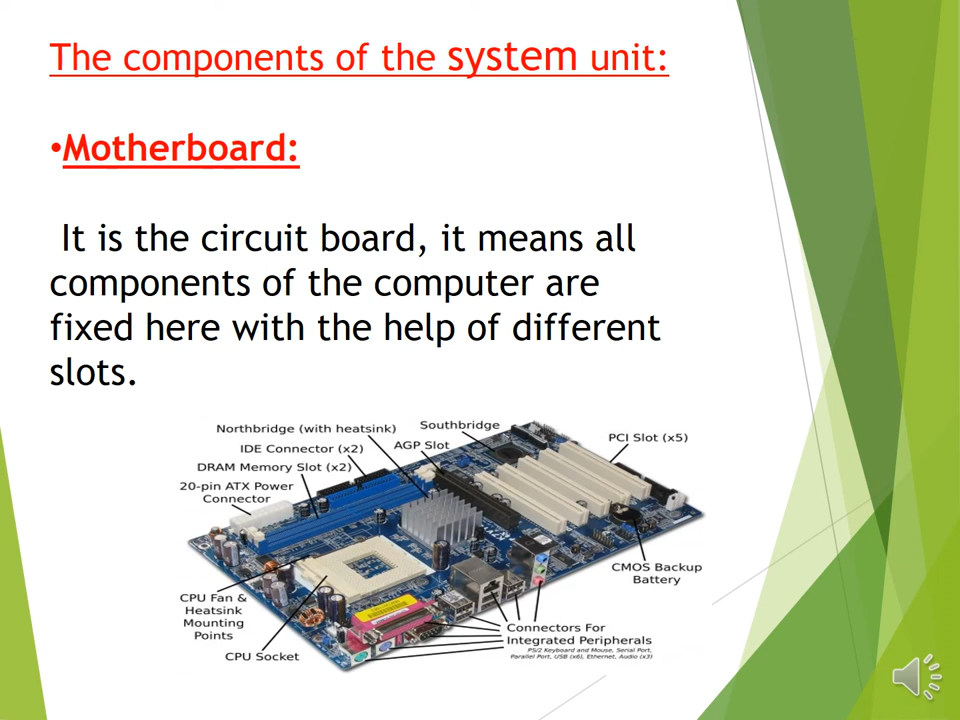 The components of the system unit:
•Motherboard:
It is the circuit board, it means all
components of the computer are
fixed here with the help of different
slots.
Northbridge (with heatsink)
Southbridge
IDE Connector (x2)
AGP Slot
PCI Slot (x5)
DRAM Memory Slot (x2)
20-pin ATX Power
Connector
CMOS Backup
Battery
CPU Fan &
Heatsink
Mounting
Points
CPU Socket
Connectors For
Integrated Peripherals
PS/2 Keyboard and Mouse, Serial Port,
Parallel Port, USB (x6), Ethernet, Audio (x3)